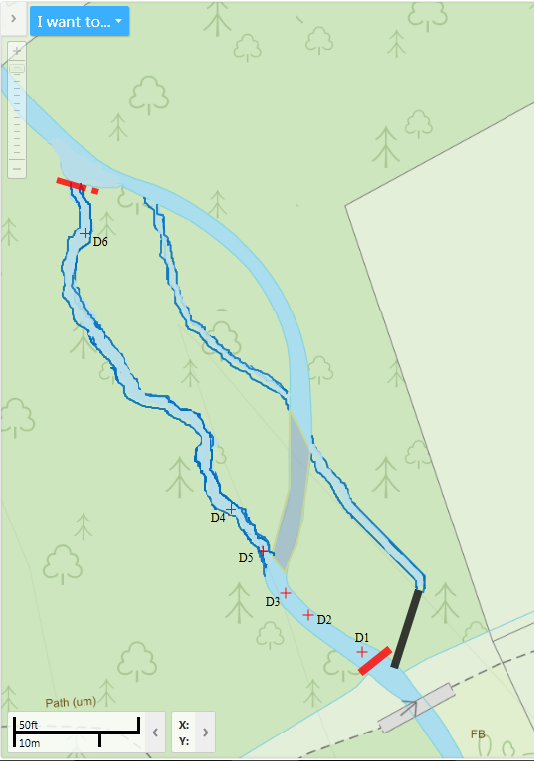 I want to...
D6
D4
D5
D3
D2
D1
Path (um)
50ft
10m
X:
Y:
FB